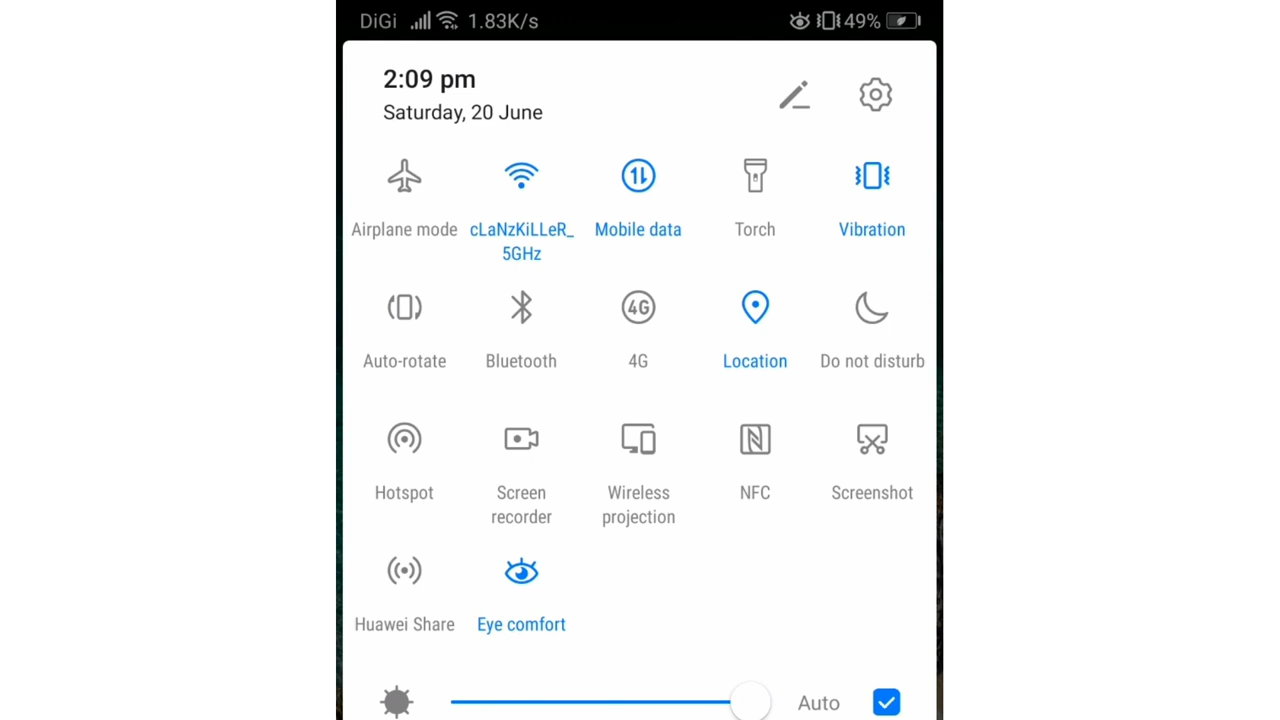 DiGi 1.83K/s 49%
2:09 pm
Saturday, 20 June
Airplane mode
cLaNzKiLLeR_
5GHz
Mobile data
Torch
Vibration
Auto-rotate
Bluetooth
4G
4G
Location
Do not disturb
Hotspot
Screen
recorder
Wireless
projection
NFC
Screenshot
Huawei Share
Eye comfort
Auto